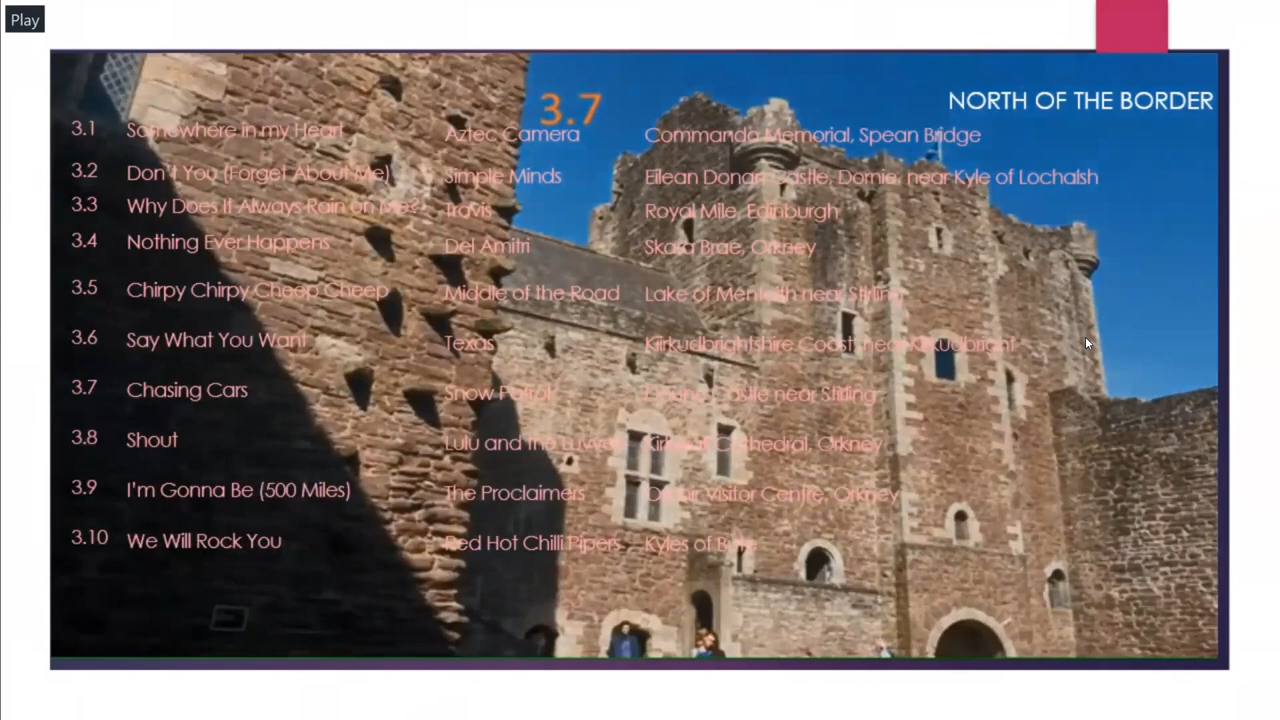 Play
3.7
NORTH OF THE BORDER
3.1 Somewhere in my Heart Aztec Camera Commando Memorial, Spean Bridge
3.2 Don't You (Forget About Me) Simple Minds Eilean Donan Castle, Dornie, near Kyle of Lochalsh
3.3 Why Does It Always Rain on Me? Travis Royal Mile, Edinburgh
3.4 Nothing Ever Happens Del Amitri Skara Brae, Orkney
3.5 Chirpy Chirpy Cheep Cheep Middle of the Road Lake of Menteith near Stirling
3.6 Say What You Want Texas Kirkudbrightshire Coast, near Kirkudbright
3.7 Chasing Cars Snow Patrol Doune Castle near Stirling
3.8 Shout Lulu and the Luvvers Kirkwall Cathedral, Orkney
3.9 I'm Gonna Be (500 Miles) The Proclaimers Orphir Visitor Centre, Orkney
3.10 We Will Rock You Red Hot Chilli Pipers Kyles of Bute